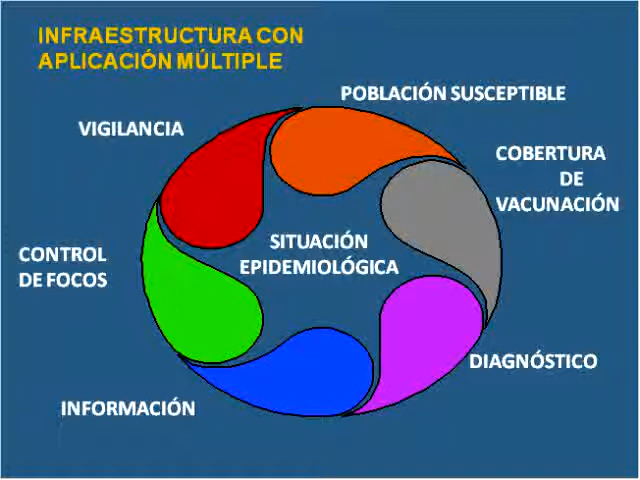 INFRAESTRUCTURA CON
APLICACIÓN MÚLTIPLE
POBLACIÓN SUSCEPTIBLE
VIGILANCIA
COBERTURA
DE
VACUNACIÓN
SITUACIÓN
EPIDEMIOLÓGICA
CONTROL
DE FOCOS
DIAGNÓSTICO
INFORMACIÓN